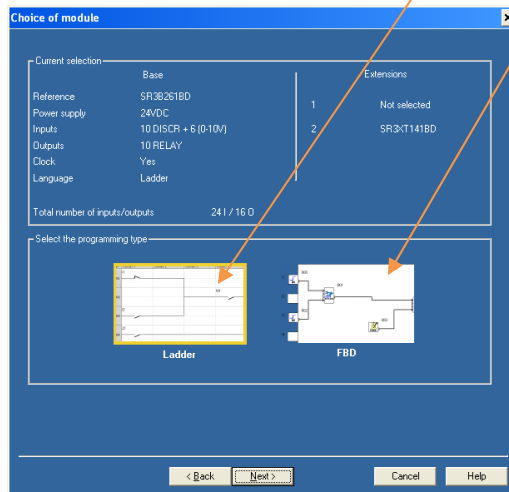 Choice of module
Current selection
Base Extensions
Reference SR3B261BD
1 Not selected
Power supply 24VDC
Inputs 10 DISCR + 6 (0-10V) 2 SR3XT141BD
Outputs 10 RELAY
Clock Yes
Language Ladder
Total number of inputs/outputs 24 I / 16 O
Select the programming type
Ladder FBD
< Back Next > Cancel Help